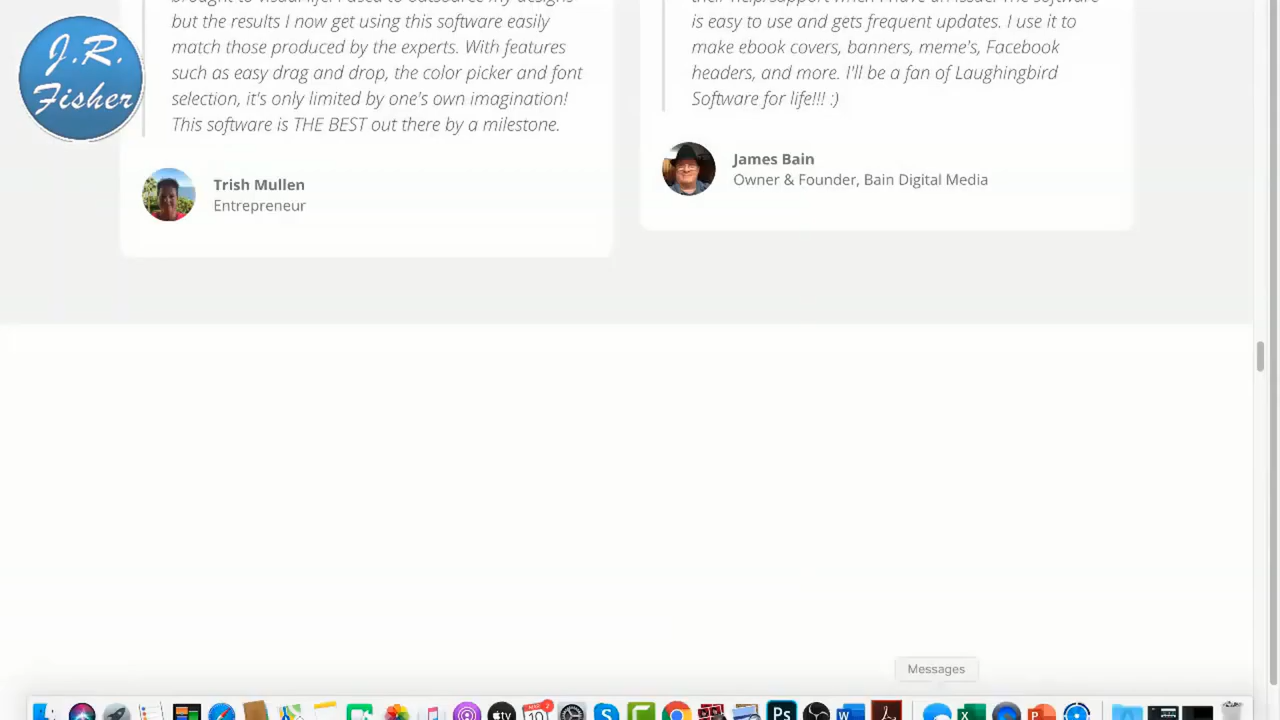 J.R.
Fisher
but the results I now get using this software easily
match those produced by the experts. With features
such as easy drag and drop, the color picker and font
selection, it's only limited by one's own imagination!
This software is THE BEST out there by a milestone.
Trish Mullen
Entrepreneur
is easy to use and gets frequent updates. I use it to
make ebook covers, banners, meme's, Facebook
headers, and more. I'll be a fan of Laughingbird
Software for life!!! :)
James Bain
Owner & Founder, Bain Digital Media
Messages
tv
Ps